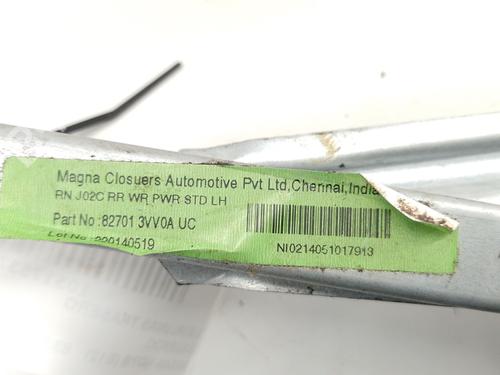 Magna Closuers Automotive Pvt Ltd,Chennai,India
RN J02C RR WR PWR STD LH
Part No :82701 3VV0A UC
Lot No :290140519
NI0214051017913